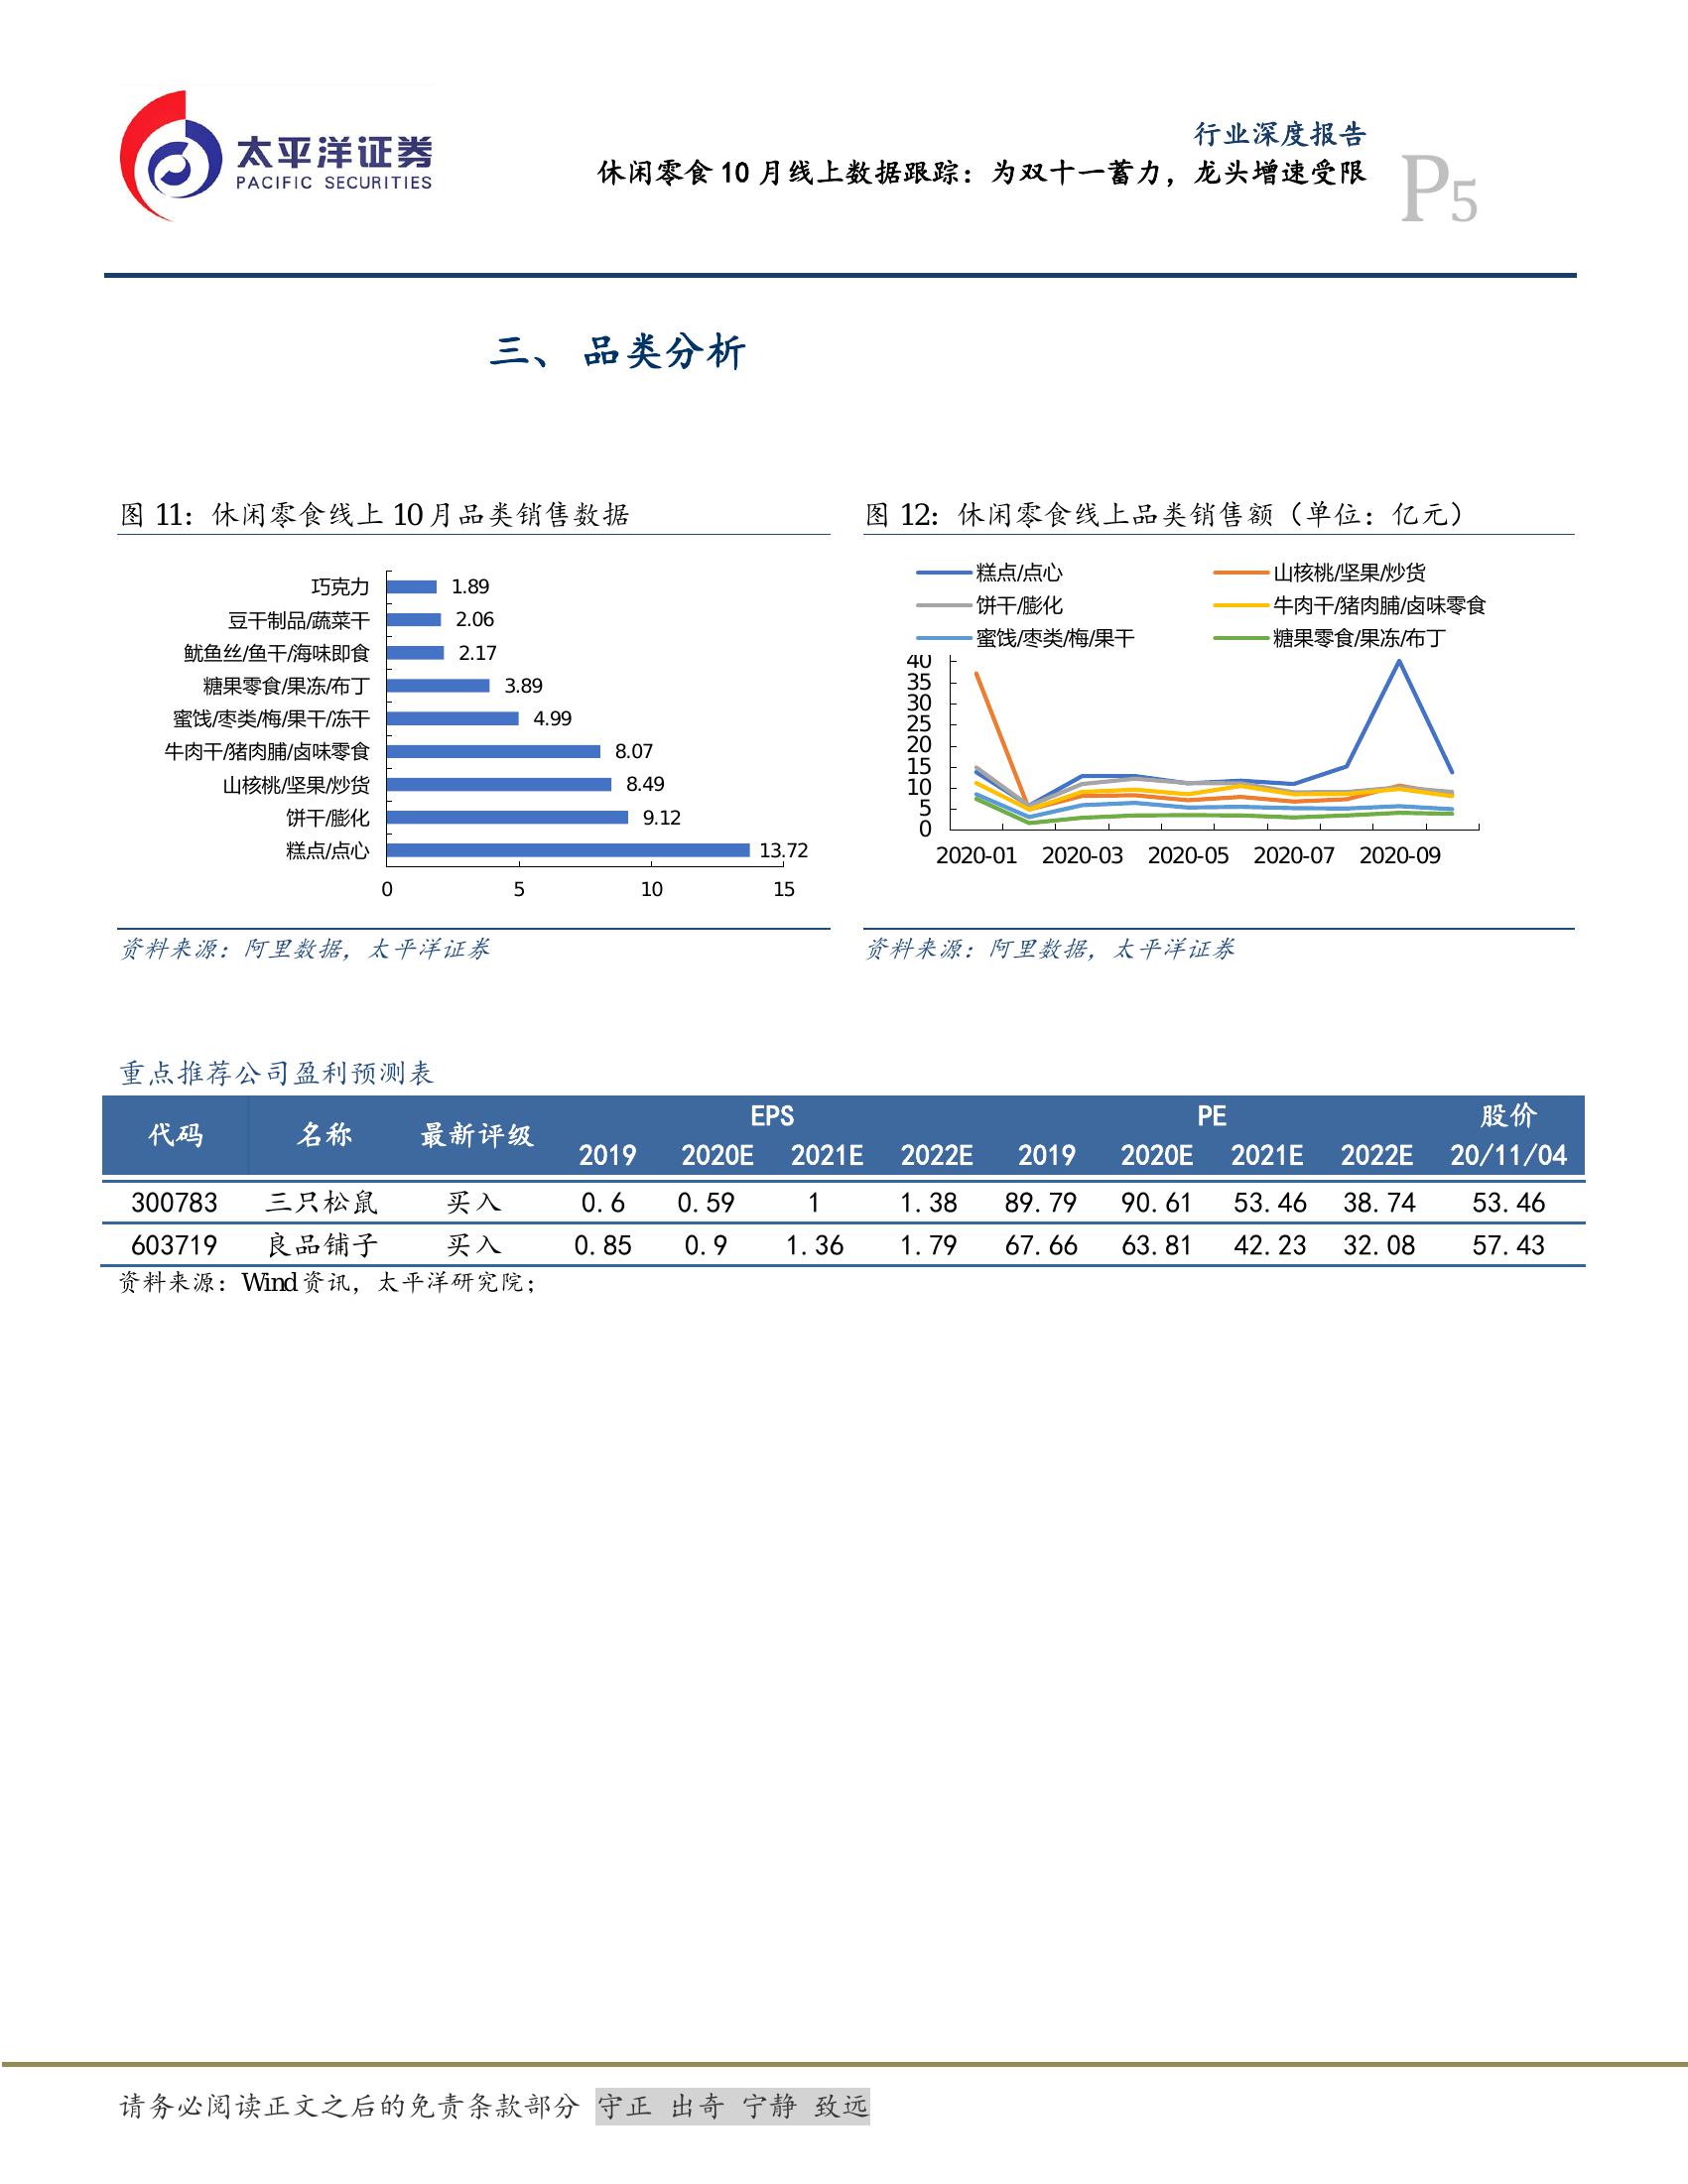 太平洋证券
PACIFIC SECURITIES
行业深度报告
休闲零食 10 月线上数据跟踪：为双十一蓄力，龙头增速受限
P5
三、 品类分析
图 11：休闲零食线上 10 月品类销售数据
巧克力 1.89
豆干制品/蔬菜干 2.06
鱿鱼丝/鱼干/海味即食 2.17
糖果零食/果冻/布丁 3.89
蜜饯/枣类/梅/果干/冻干 4.99
牛肉干/猪肉脯/卤味零食 8.07
山核桃/坚果/炒货 8.49
饼干/膨化 9.12
糕点/点心 13.72
0 5 10 15
资料来源：阿里数据，太平洋证券
图 12：休闲零食线上品类销售额（单位：亿元）
糕点/点心 山核桃/坚果/炒货
饼干/膨化 牛肉干/猪肉脯/卤味零食
蜜饯/枣类/梅/果干 糖果零食/果冻/布丁
40
35
30
25
20
15
10
5
0
2020-01 2020-03 2020-05 2020-07 2020-09
资料来源：阿里数据，太平洋证券
重点推荐公司盈利预测表
代码 名称 最新评级 EPS PE 股价
2019 2020E 2021E 2022E 2019 2020E 2021E 2022E 20/11/04
300783 三只松鼠 买入 0.6 0.59 1 1.38 89.79 90.61 53.46 38.74 53.46
603719 良品铺子 买入 0.85 0.9 1.36 1.79 67.66 63.81 42.23 32.08 57.43
资料来源：Wind 资讯，太平洋研究院；
请务必阅读正文之后的免责条款部分 守正 出奇 宁静 致远